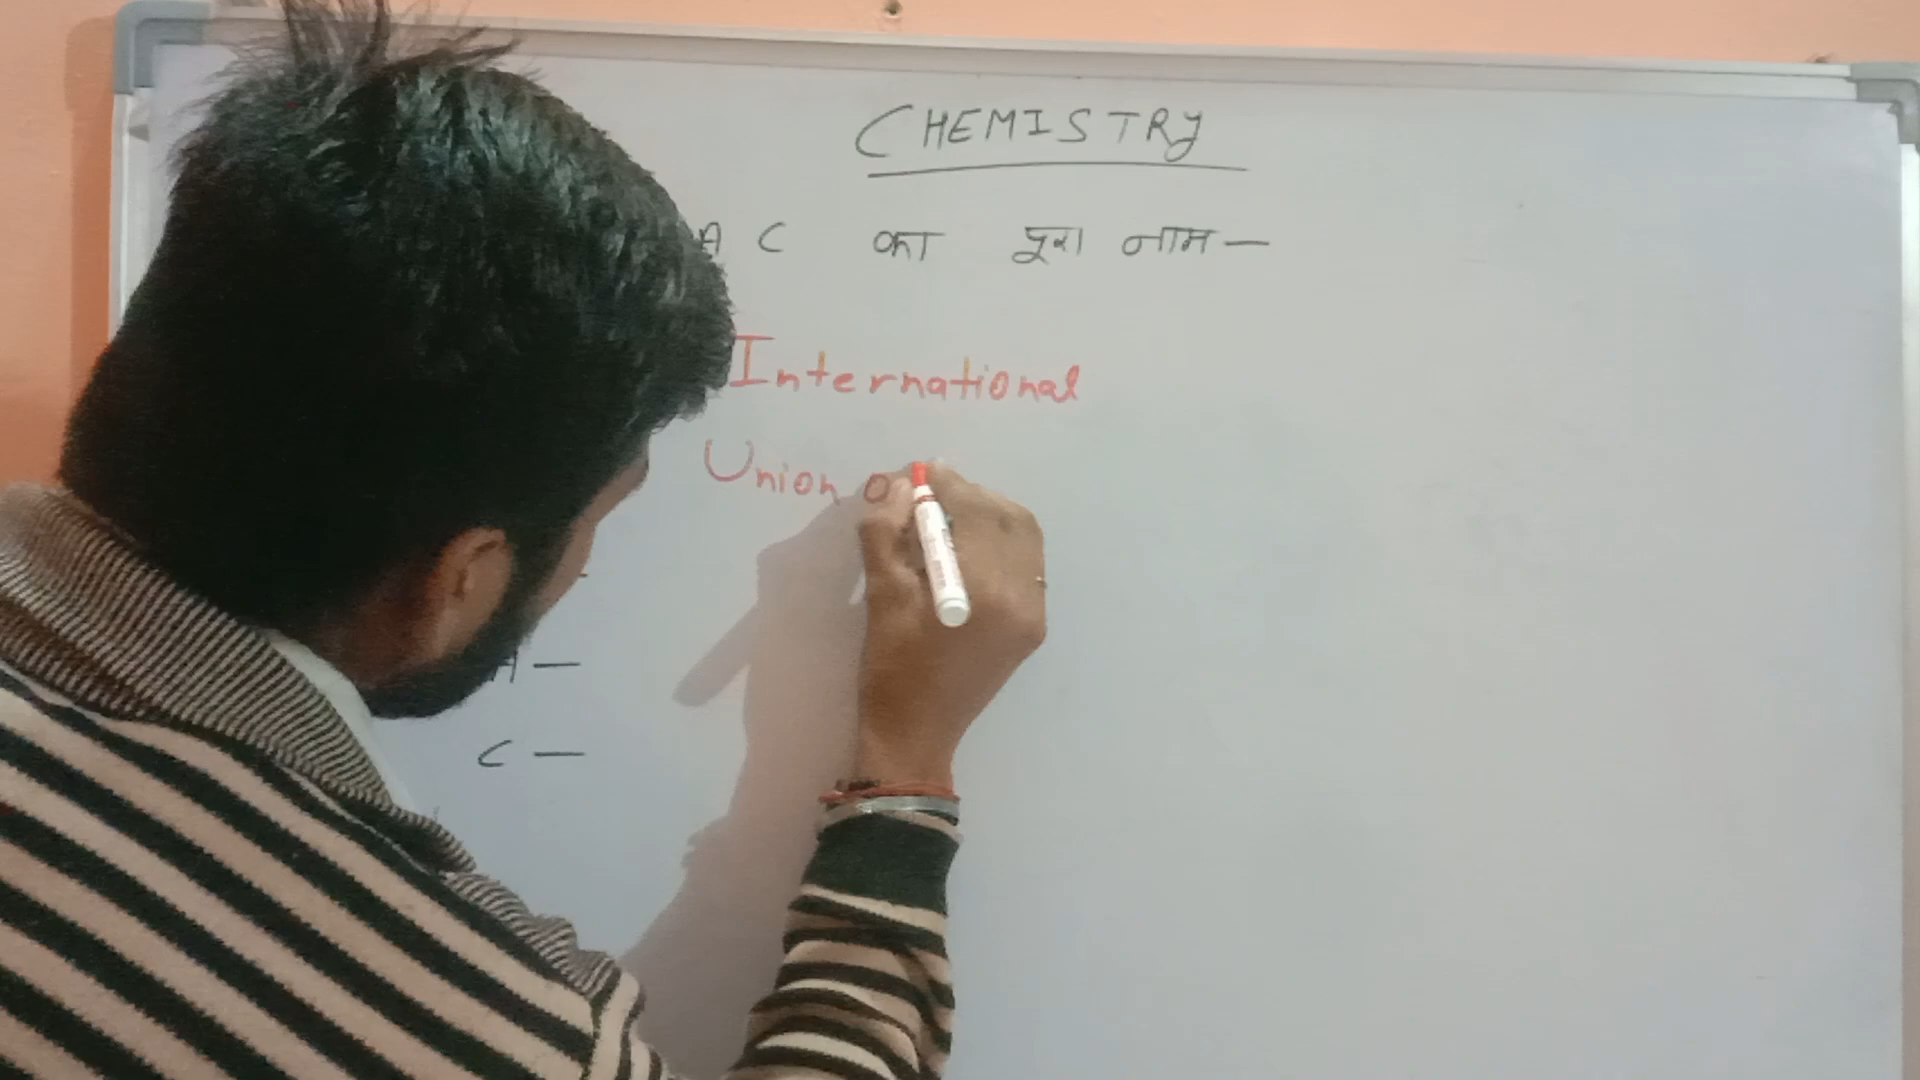 CHEMISTRY
A C का पूरा नाम —
International
Union o
A —
C —